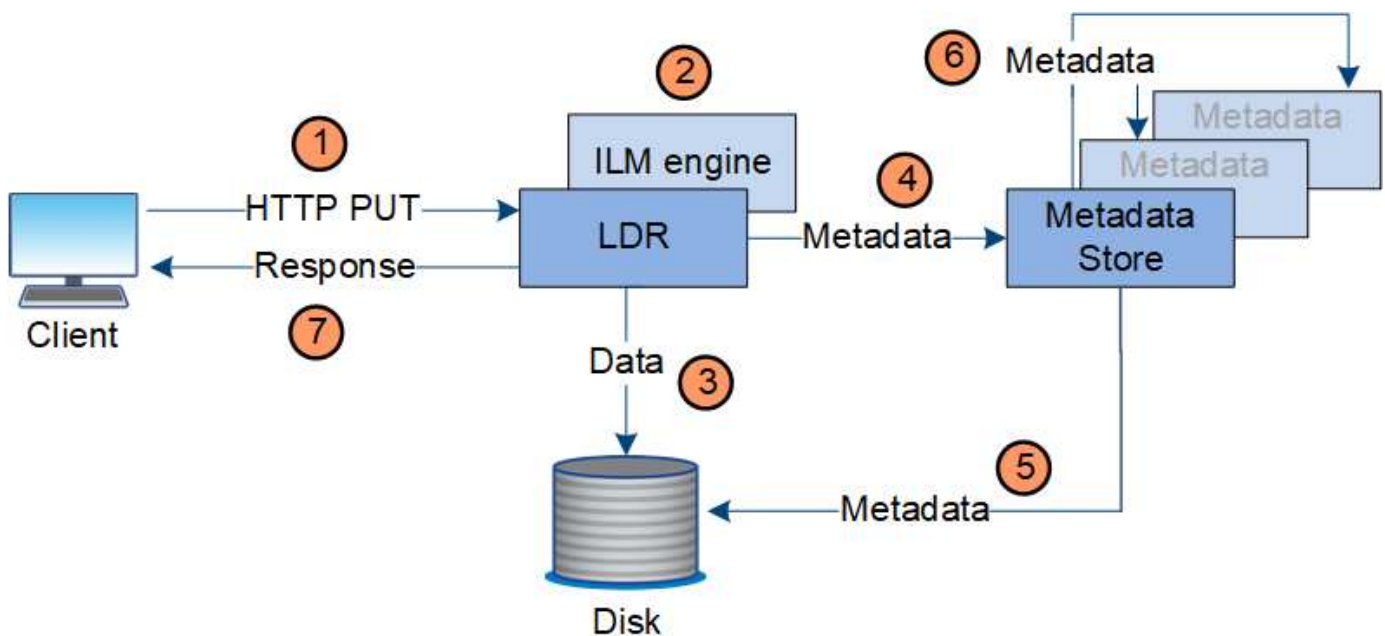 6
Metadata
2
Metadata
1
ILM engine
Metadata
4
HTTP PUT
LDR
Metadata
Metadata
Store
Response
7
Client
Data
3
5
Metadata
Disk